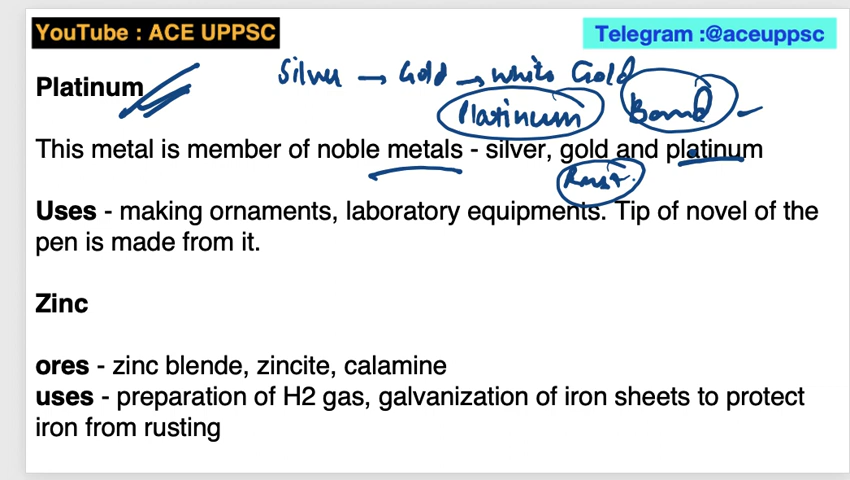 YouTube : ACE UPPSC
Telegram :@aceuppsc
Silver → Gold → White Gold
Platinum
Platinum Band
This metal is member of noble metals - silver, gold and platinum
Rust.
Uses - making ornaments, laboratory equipments. Tip of novel of the
pen is made from it.
Zinc
ores - zinc blende, zincite, calamine
uses - preparation of H2 gas, galvanization of iron sheets to protect
iron from rusting